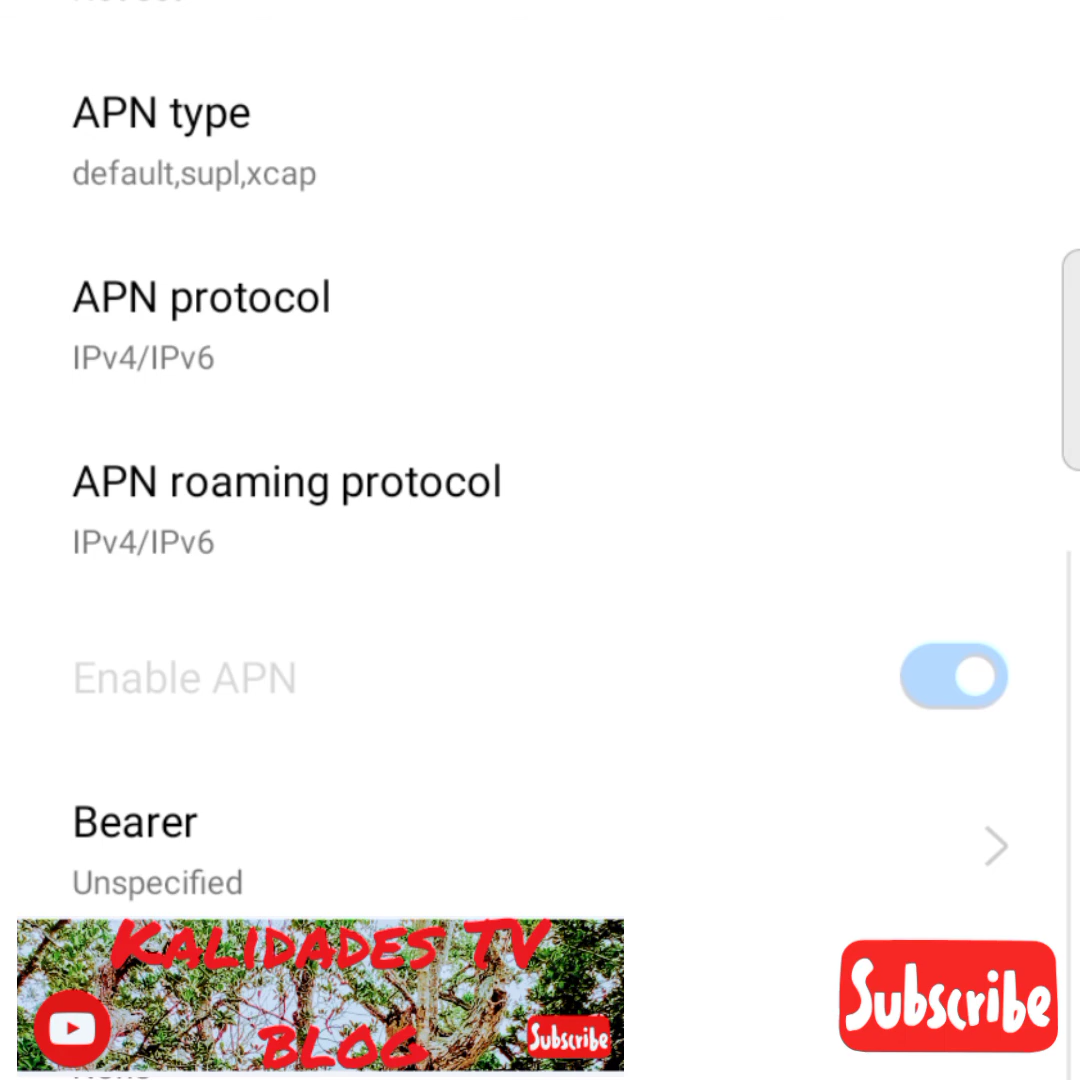 APN type
default,supl,xcap
APN protocol
IPv4/IPv6
APN roaming protocol
IPv4/IPv6
Enable APN
Bearer
Unspecified
KALIDADES TV
BLOG
Subscribe
Subscribe